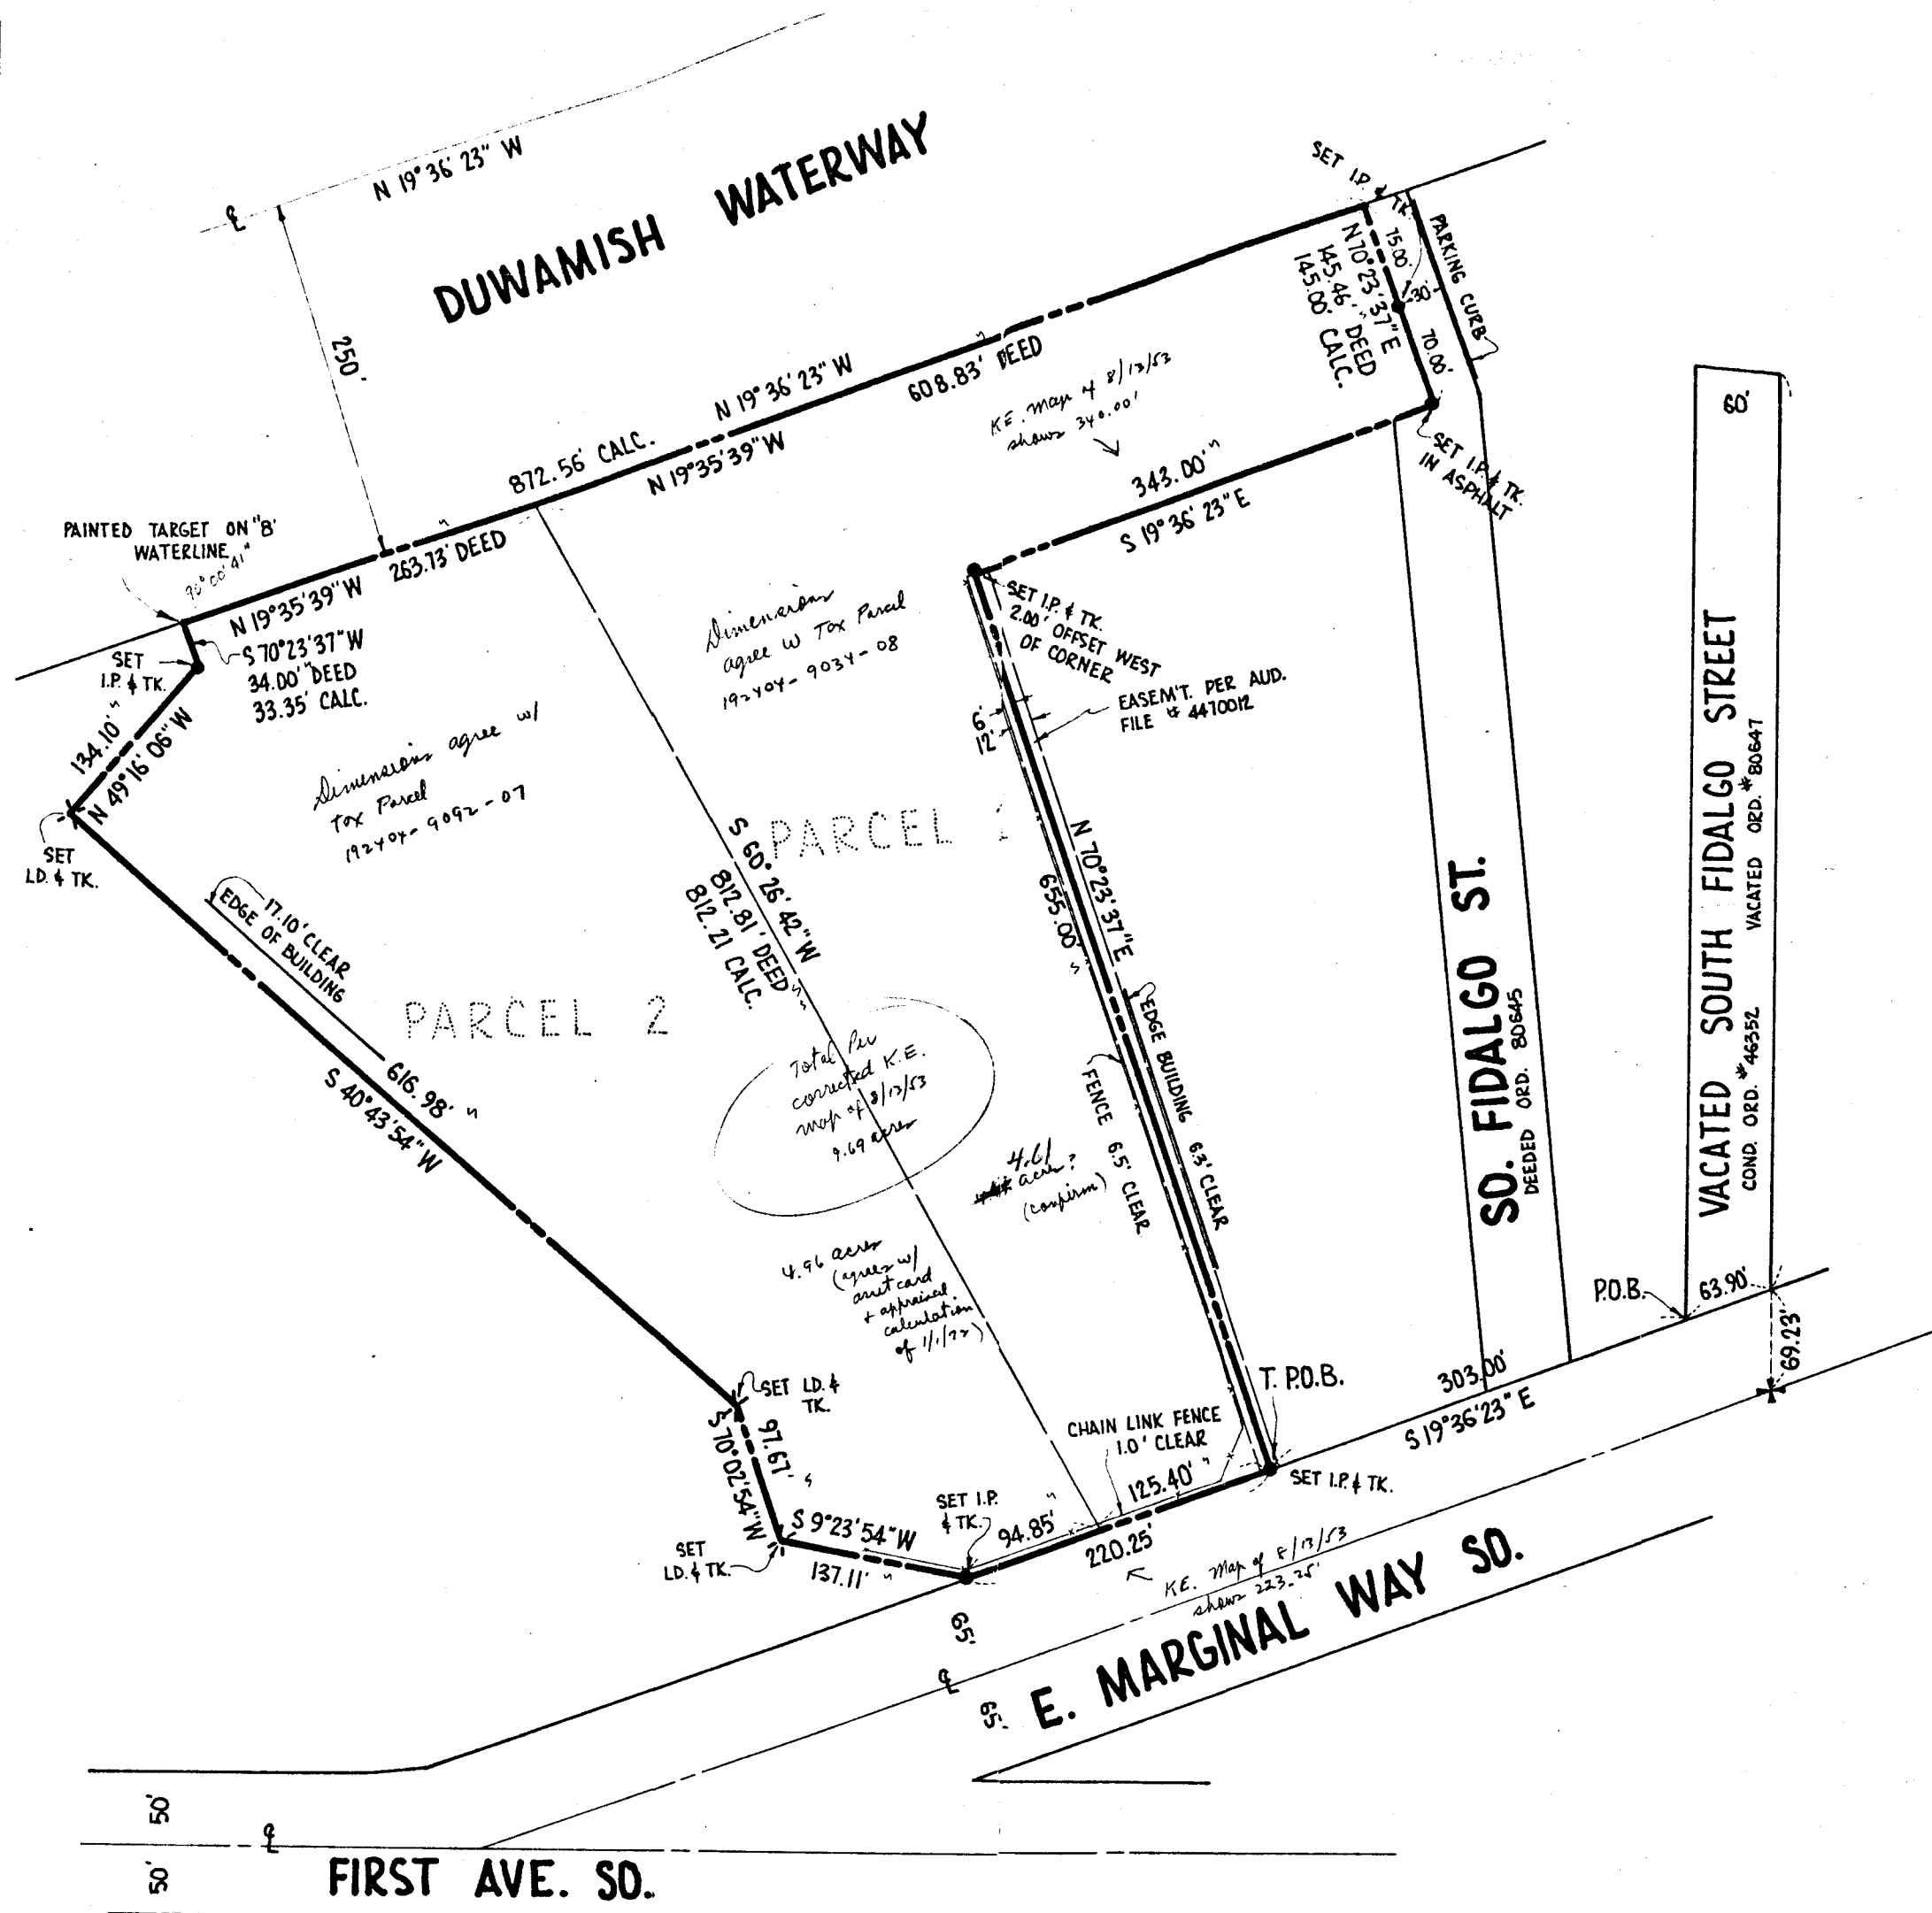 N 19° 36' 23" W
℄
DUWAMISH WATERWAY
250'
SET I.P. & TK.
PARKING CURB
75.00'
30'
70.00'
N 70° 23' 37" E
145.46' " DEED
145.00' CALC.
SET I.P. & TK.
IN ASPHALT
N 19° 36' 23" W
608.83' DEED
K.E. Map of 8/13/53
shows 340.00'
343.00' "
S 19° 36' 23" E
872.56' CALC.
N 19° 35' 39" W
263.73' DEED
PAINTED TARGET ON "8'
WATERLINE "
90° 00' 41"
N 19° 35' 39" W
S 70° 23' 37" W
34.00' " DEED
33.35' CALC.
SET
I.P. & TK.
134.10' "
N 49° 16' 06" W
SET
LD. & TK.
Dimensions agree w/
Tax Parcel
192404-9092-07
Dimensions
agree w Tax Parcel
192404-9034-08
SET I.P. & TK.
2.00' OFFSET WEST
OF CORNER
EASEM'T. PER AUD.
FILE # 4470012
6'
12'
S 60° 26' 42" W
812.81' DEED "
812.21 CALC.
PARCEL
N 70° 23' 37" E
655.00'
17.10' CLEAR
EDGE OF BUILDING
PARCEL 2
616.98' "
S 40° 43' 54" W
Total Per
corrected K.E.
map of 8/13/53
9.69 acres
4.61
acres?
(confirm)
4.96 acres
(agrees w/
asset card
+ appraisal
calculation
of 1/1/72)
EDGE BUILDING 6.3' CLEAR
FENCE 6.5' CLEAR
SO. FIDALGO ST.
DEEDED ORD. 80645
60.'
VACATED SOUTH FIDALGO STREET
COND. ORD. #46352 VACATED ORD. #80647
P.O.B.
63.90'
69.23'
303.00'
S 19° 36' 23" E
T. P.O.B.
SET I.P. & TK.
CHAIN LINK FENCE
1.0' CLEAR
125.40' "
SET LD. &
TK.
97.67' "
S 70° 02' 54" W
SET
LD. & TK.
S 9° 23' 54" W
137.11' "
SET I.P.
& TK.
94.85' "
220.25'
K.E. Map of 8/13/53
shows 223.25'
65'
℄
65'
E. MARGINAL WAY SO.
50'
℄
50'
FIRST AVE. SO.